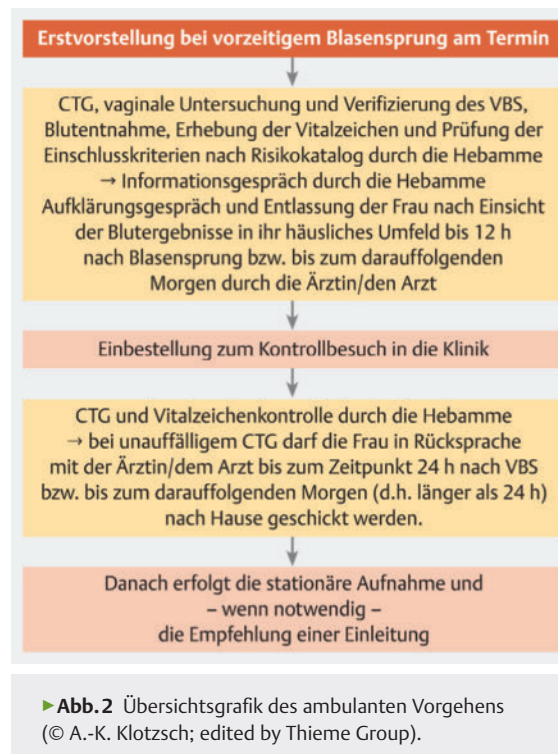 Erstvorstellung bei vorzeitigem Blasensprung am Termin
CTG, vaginale Untersuchung und Verifizierung des VBS,
Blutentnahme, Erhebung der Vitalzeichen und Prüfung der
Einschlusskriterien nach Risikokatalog durch die Hebamme
→ Informationsgespräch durch die Hebamme
Aufklärungsgespräch und Entlassung der Frau nach Einsicht
der Blutergebnisse in ihr häusliches Umfeld bis 12 h
nach Blasensprung bzw. bis zum darauffolgenden
Morgen durch die Ärztin/den Arzt
Einbestellung zum Kontrollbesuch in die Klinik
CTG und Vitalzeichenkontrolle durch die Hebamme
→ bei unauffälligem CTG darf die Frau in Rücksprache
mit der Ärztin/dem Arzt bis zum Zeitpunkt 24 h nach VBS
bzw. bis zum darauffolgenden Morgen (d.h. länger als 24 h)
nach Hause geschickt werden.
Danach erfolgt die stationäre Aufnahme und
– wenn notwendig –
die Empfehlung einer Einleitung
►Abb. 2 Übersichtsgrafik des ambulanten Vorgehens
(© A.-K. Klotzsch; edited by Thieme Group).